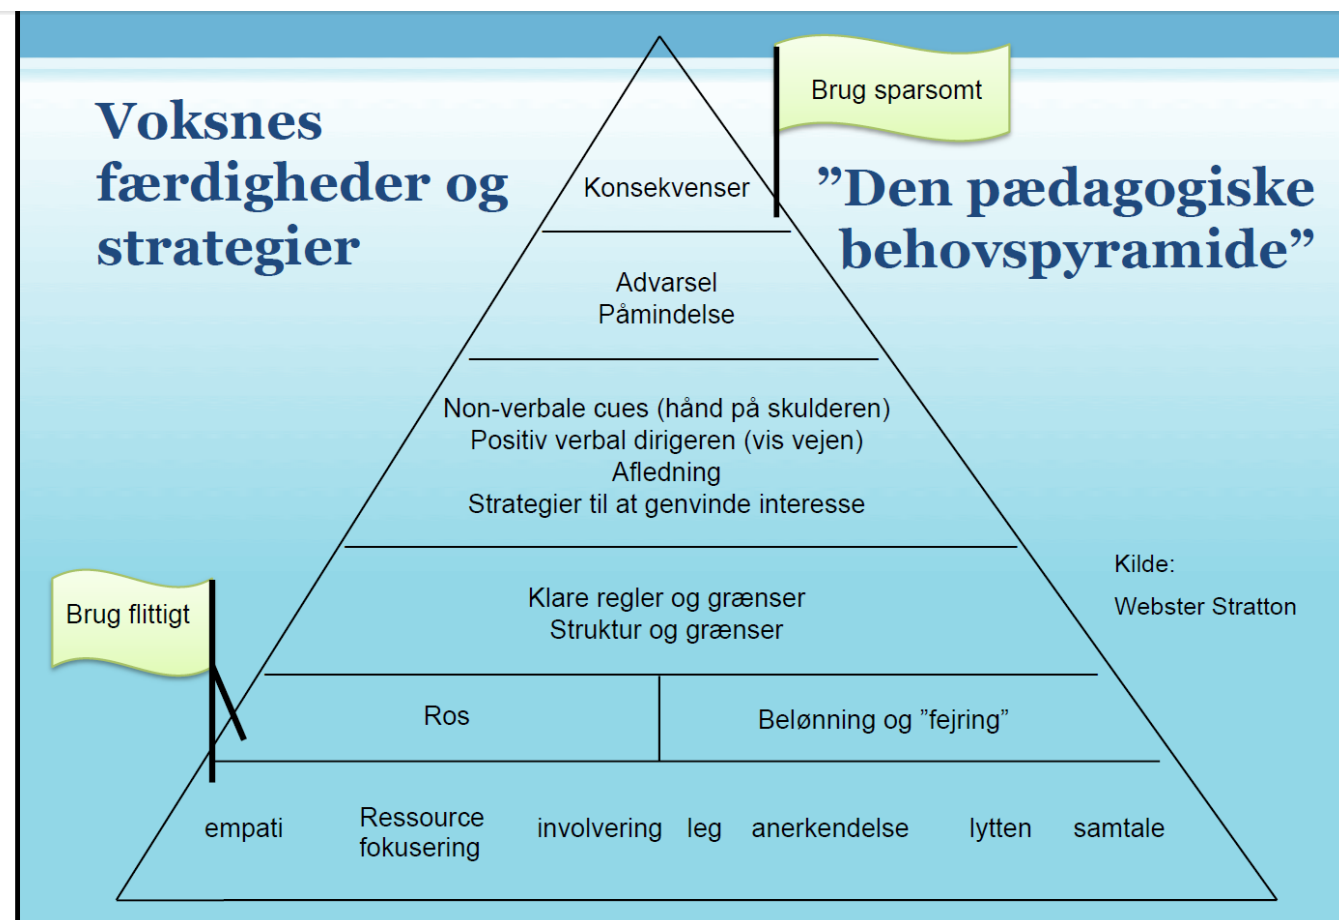 Voksnes
færdigheder og
strategier
Brug sparsomt
”Den pædagogiske
behovspyramide”
Konsekvenser
Advarsel
Påmindelse
Non-verbale cues (hånd på skulderen)
Positiv verbal dirigeren (vis vejen)
Afledning
Strategier til at genvinde interesse
Kilde:
Webster Stratton
Brug flittigt
Klare regler og grænser
Struktur og grænser
Ros
Belønning og ”fejring”
empati
Ressource
fokusering
involvering
leg
anerkendelse
lytten
samtale